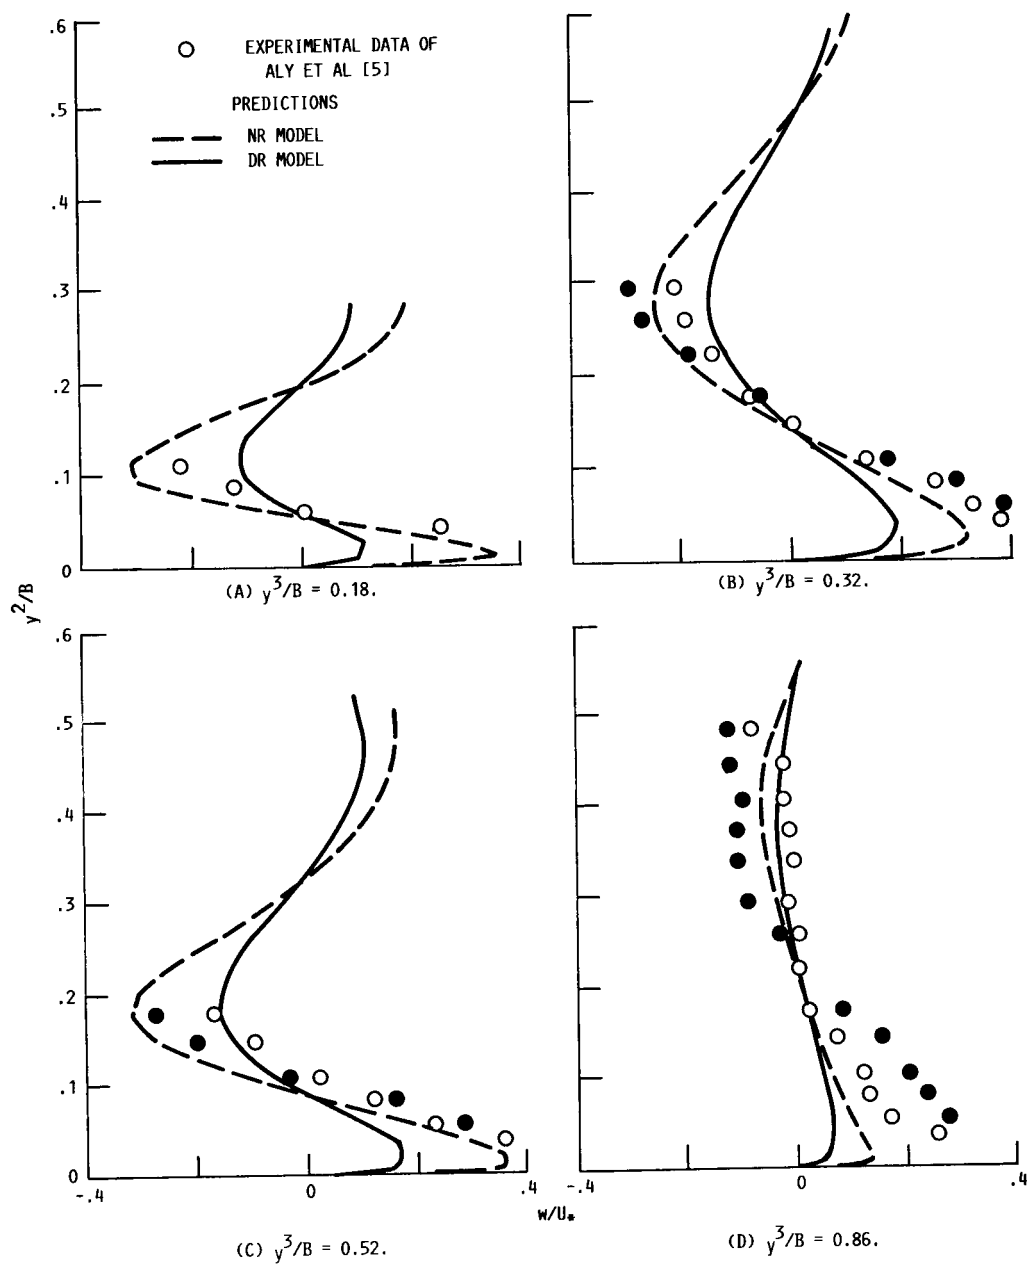 .6
EXPERIMENTAL DATA OF
ALY ET AL [5]
PREDICTIONS
NR MODEL
DR MODEL
.5
.4
.3
.2
.1
0
(A) y³/B = 0.18.
(B) y³/B = 0.32.
y²/B
.6
.5
.4
.3
.2
.1
0
-.4
0
.4
-.4
0
.4
w/U*
(C) y³/B = 0.52.
(D) y³/B = 0.86.